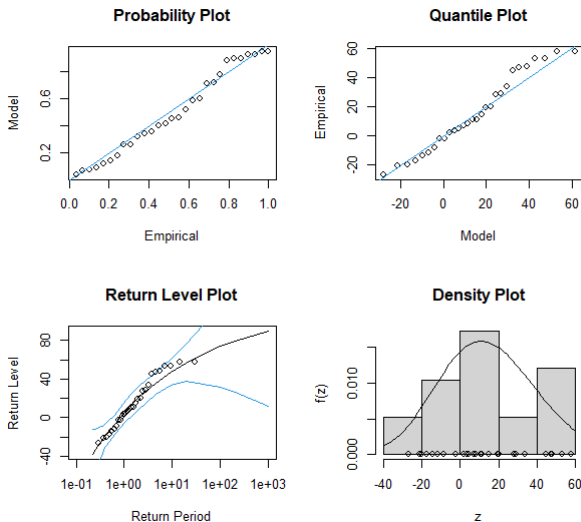 Probability Plot
Model
0.2 0.6
0.0 0.2 0.4 0.6 0.8 1.0
Empirical
Quantile Plot
Empirical
-20 0 20 40 60
-20 0 20 40 60
Model
Return Level Plot
Return Level
-40 0 40 80
1e-01 1e+00 1e+01 1e+02 1e+03
Return Period
Density Plot
f(z)
0.000 0.010
-40 -20 0 20 40 60
z